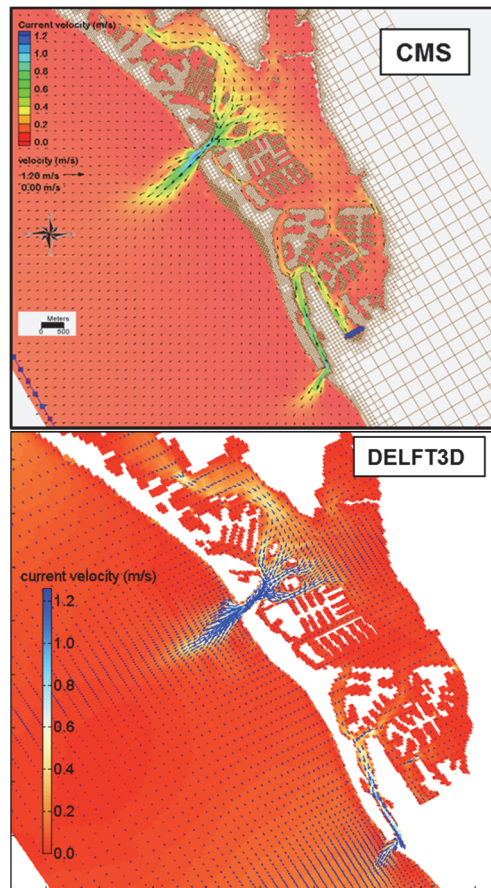 Current velocity (m/s)
1.2
1.0
0.8
0.6
0.4
0.2
0.0
velocity (m/s)
1.20 m/s
0.00 m/s
Meters
500
CMS
DELFT3D
current velocity (m/s)
1.2
1.0
0.8
0.6
0.4
0.2
0.0